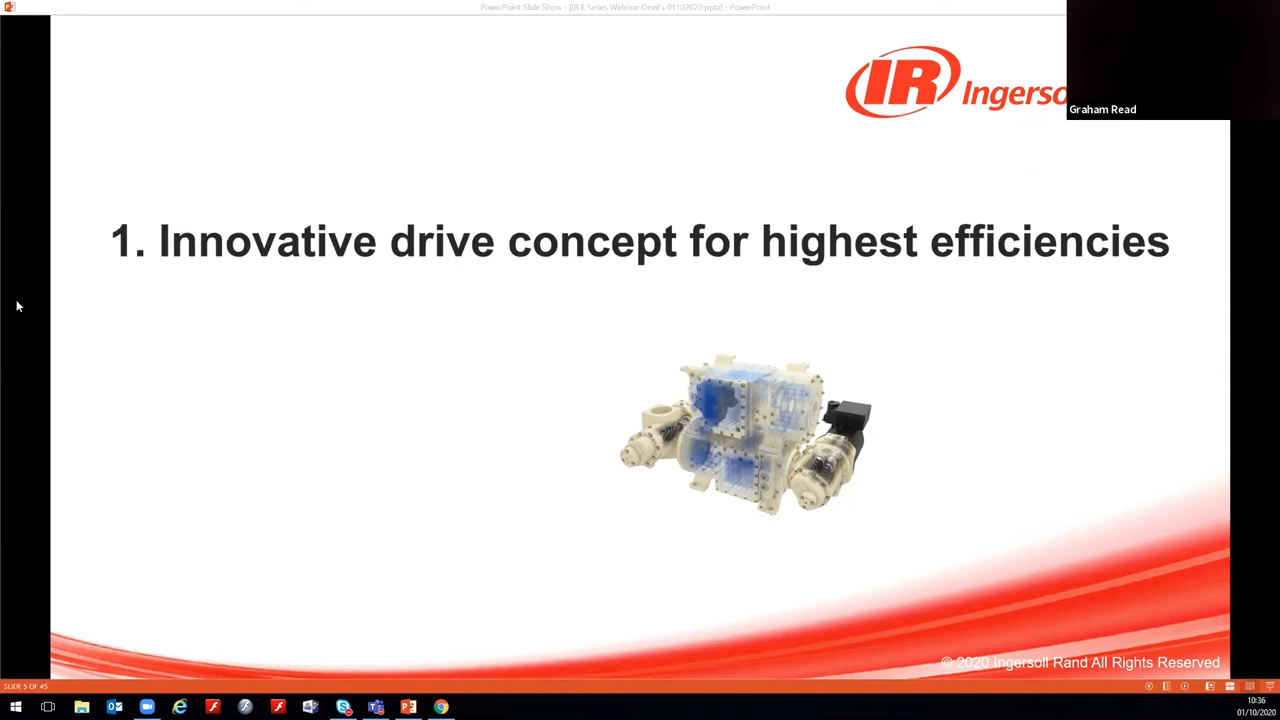 PowerPoint Slide Show - [IR E Series Webinar Oneil's 01102020.pptx] - PowerPoint
IR Ingerso
Graham Read
1. Innovative drive concept for highest efficiencies
© 2020 Ingersoll Rand All Rights Reserved
SLIDE 5 OF 45
10:36
01/10/2020